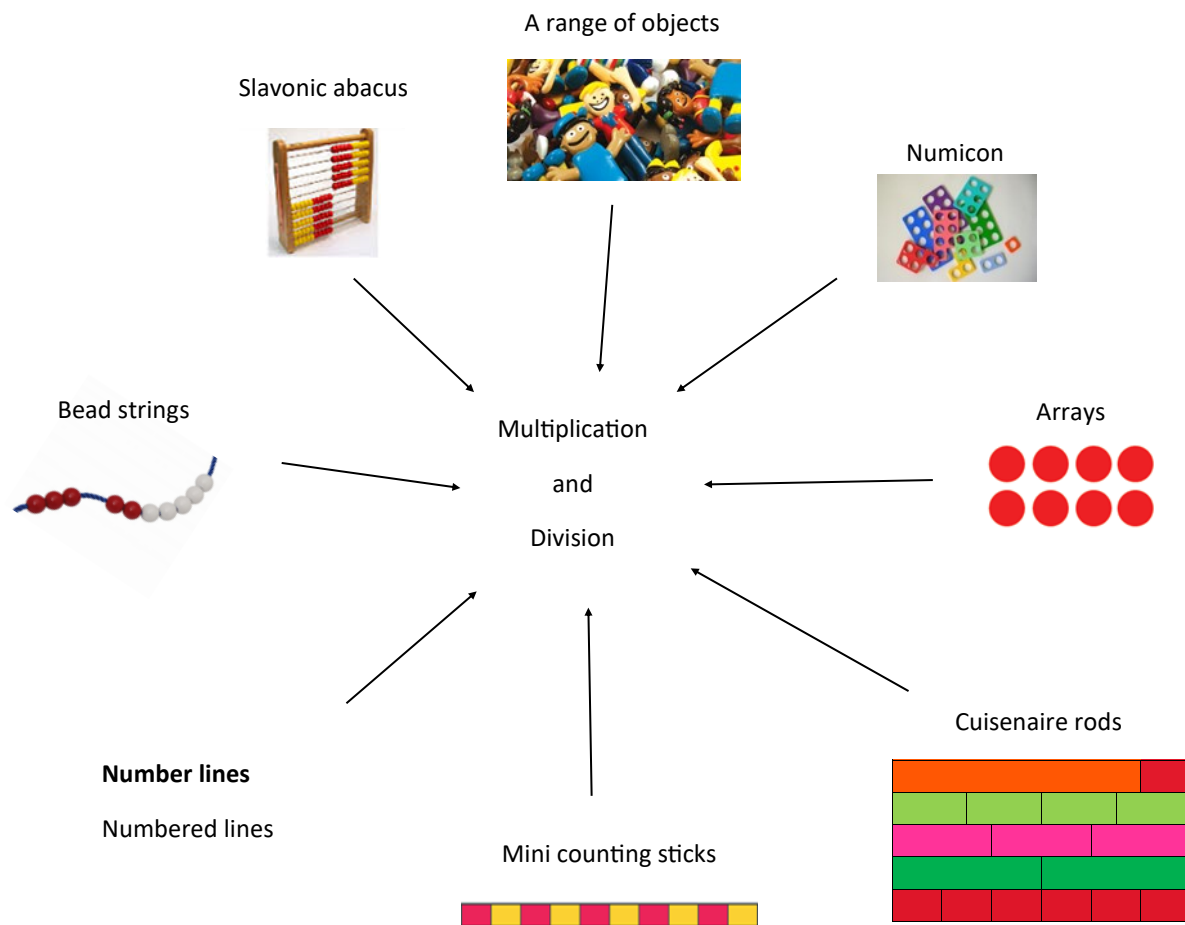 A range of objects
Slavonic abacus
Numicon
Bead strings
Multiplication
and
Division
Arrays
Number lines
Numbered lines
Mini counting sticks
Cuisenaire rods